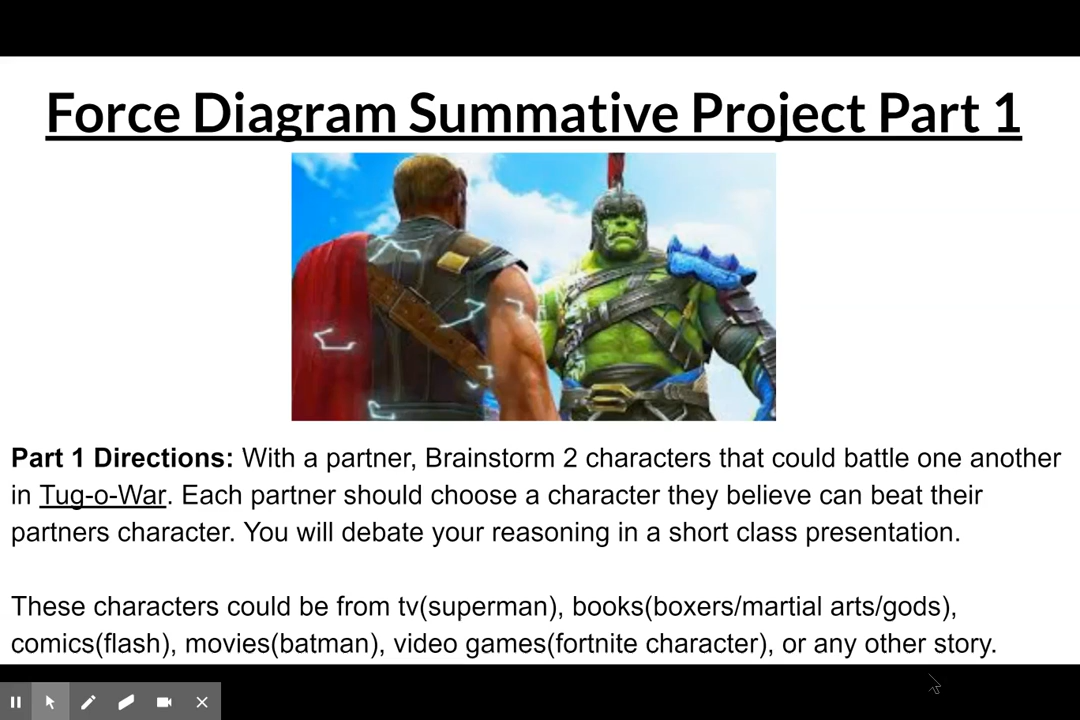 Force Diagram Summative Project Part 1
Part 1 Directions: With a partner, Brainstorm 2 characters that could battle one another
in Tug-o-War. Each partner should choose a character they believe can beat their
partners character. You will debate your reasoning in a short class presentation.
These characters could be from tv(superman), books(boxers/martial arts/gods),
comics(flash), movies(batman), video games(fortnite character), or any other story.